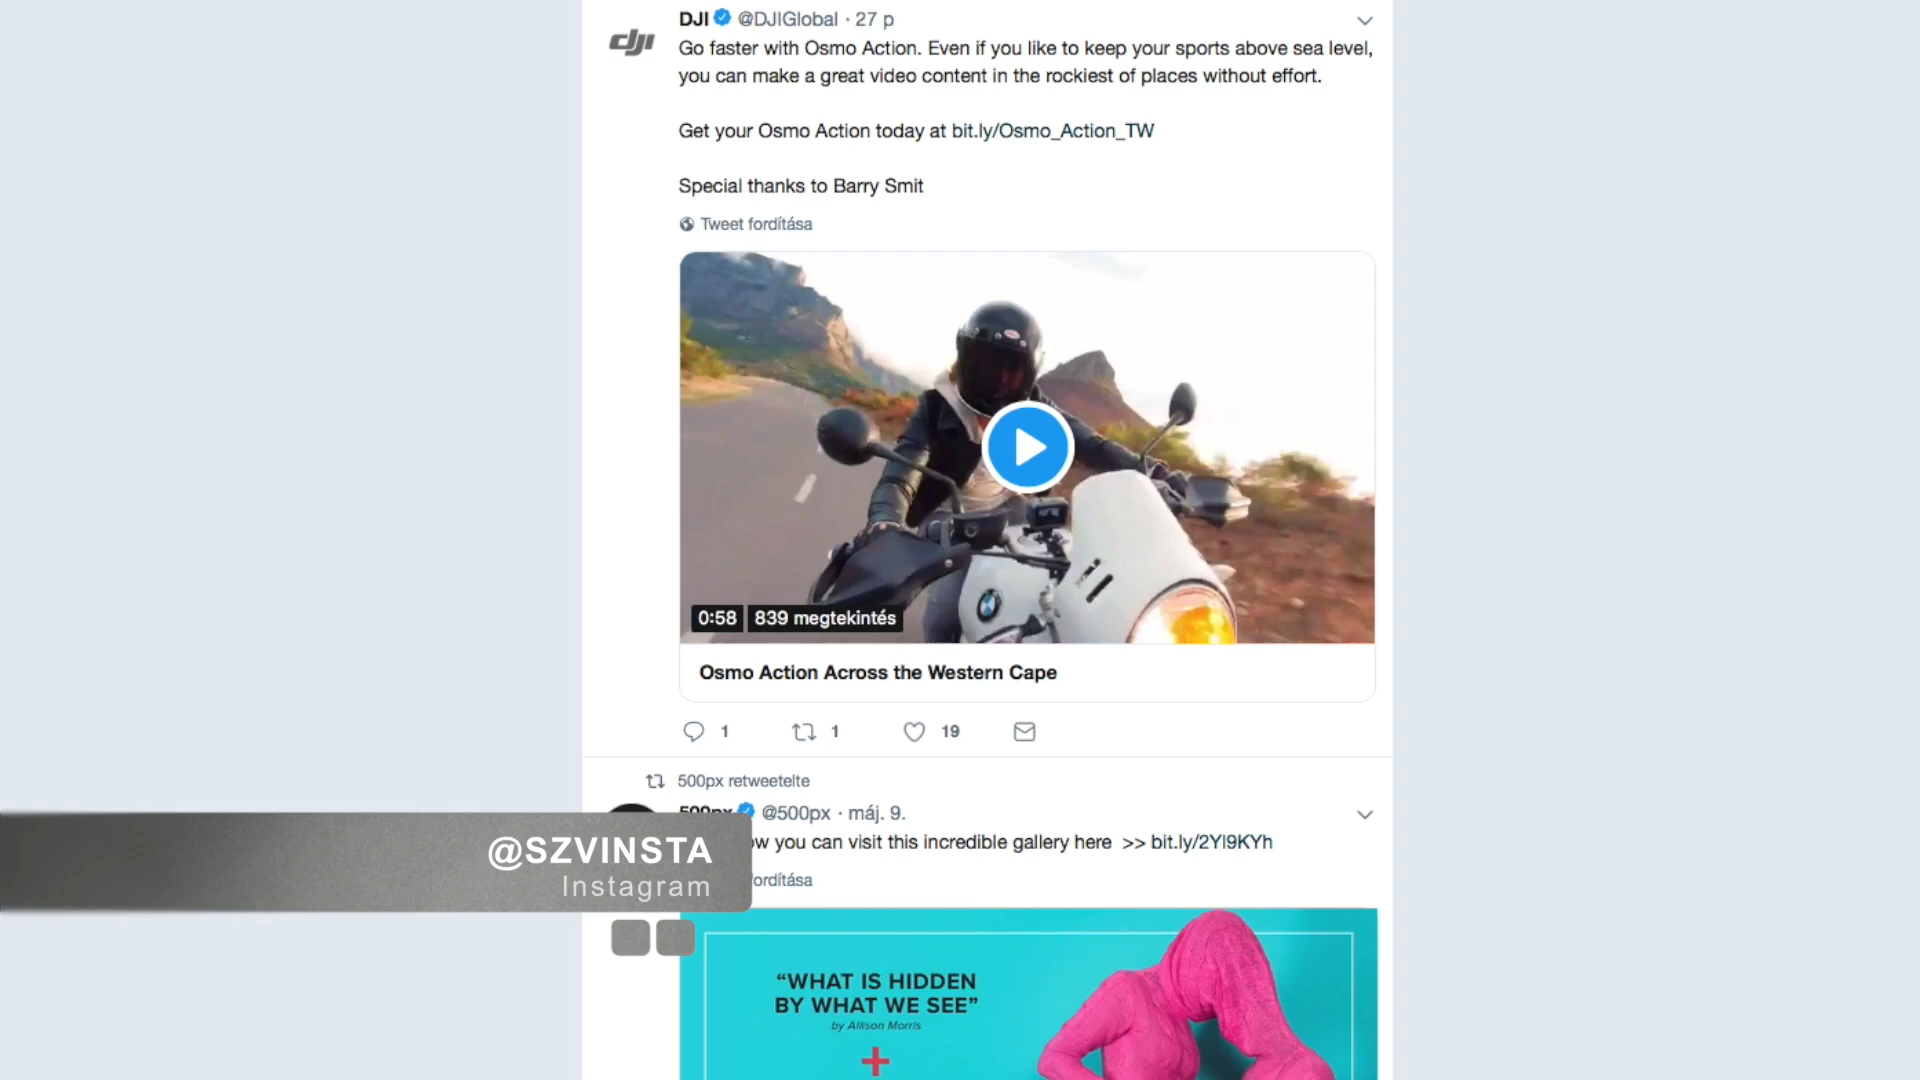 DJI @DJIGlobal · 27 p
dji
Go faster with Osmo Action. Even if you like to keep your sports above sea level,
you can make a great video content in the rockiest of places without effort.
Get your Osmo Action today at bit.ly/Osmo_Action_TW
Special thanks to Barry Smit
Tweet fordítása
0:58 839 megtekintés
Osmo Action Across the Western Cape
1 1 19
500px retweetelte
500px @500px · máj. 9.
ow you can visit this incredible gallery here >> bit.ly/2Yl9KYh
fordítása
@SZVINSTA
Instagram
“WHAT IS HIDDEN
BY WHAT WE SEE”
by Allison Morris